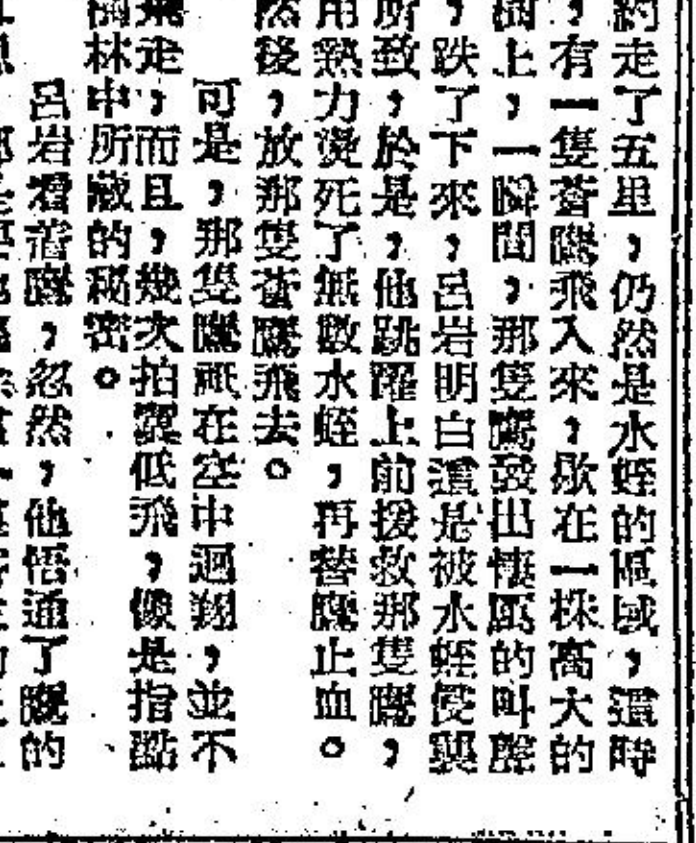 約走了五里，仍然是水蛭的區域，這時
，有一隻蒼鷹飛入來，歇在一株高大的
樹上，一瞬間，那隻鷹發出悽厲的叫聲
，跌了下來，呂岩明白這是被水蛭侵襲
所致，於是，他跳躍上前援救那隻鷹，
用熱力燙死了無數水蛭，再替鷹止血。
然後，放那隻蒼鷹飛去。
可是，那隻鷹祇在空中迴翔，並不
飛走，而且，幾次拍翼低飛，像是指點
林中所藏的秘密。
呂岩看着鷹，忽然，他悟通了鷹的